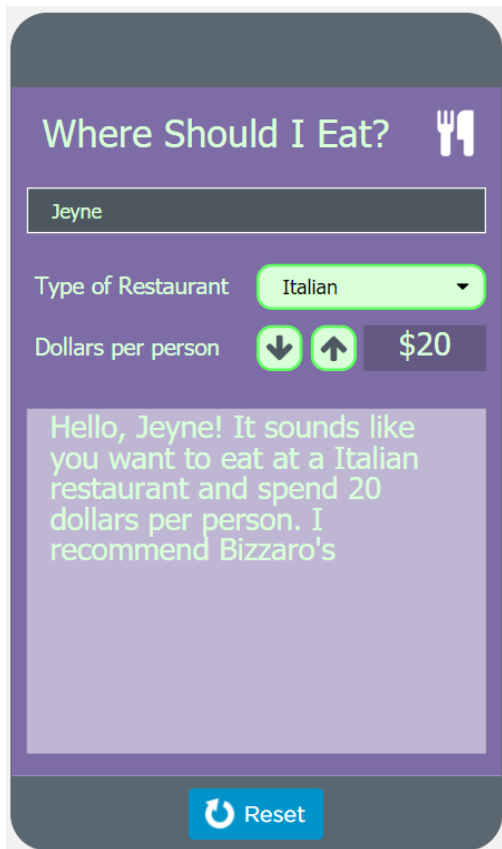 Where Should I Eat?
Jeyne
Type of Restaurant
Italian
Dollars per person
$20
Hello, Jeyne! It sounds like
you want to eat at a Italian
restaurant and spend 20
dollars per person. I
recommend Bizzaro's
Reset